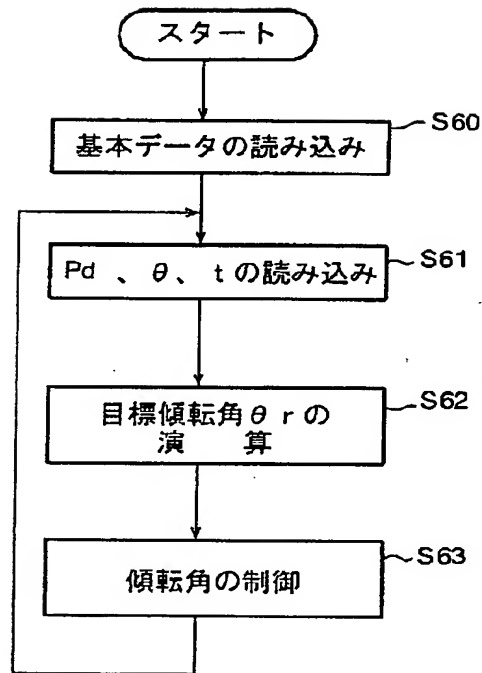 スタート
基本データの読み込み
S60
Pd 、θ、tの読み込み
S61
目標傾転角θrの
演 算
S62
傾転角の制御
S63